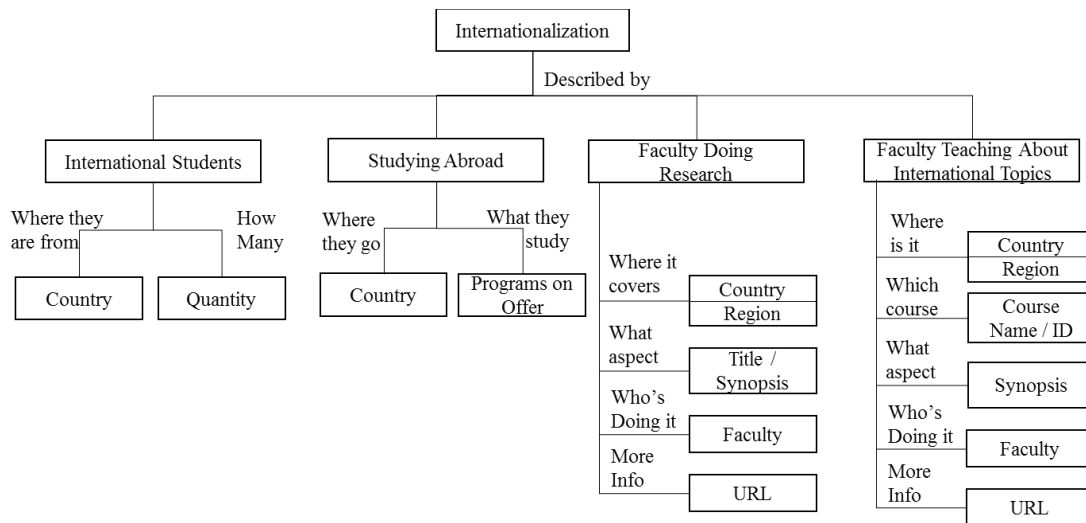 Internationalization
Described by
International Students
Where they
are from
How
Many
Country
Quantity
Studying Abroad
Where
they go
What they
study
Country
Programs on
Offer
Faculty Doing
Research
Where it
covers
Country
Region
What
aspect
Title /
Synopsis
Who's
Doing it
Faculty
More
Info
URL
Faculty Teaching About
International Topics
Where
is it
Country
Region
Which
course
Course
Name / ID
What
aspect
Synopsis
Who's
Doing it
Faculty
More
Info
URL